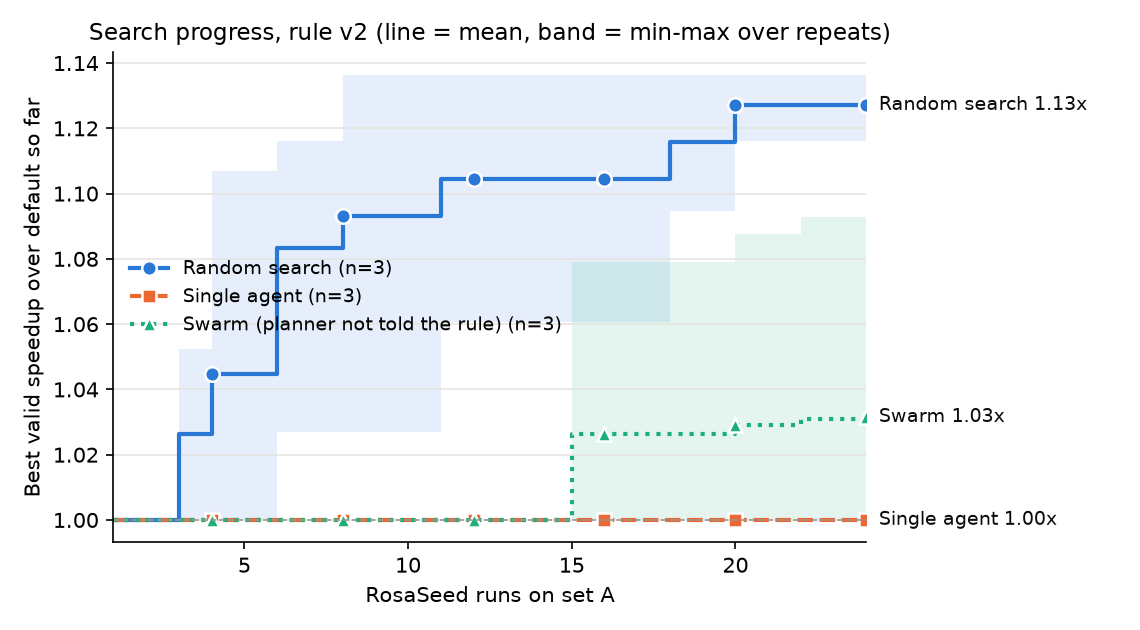 Search progress, rule v2 (line = mean, band = min-max over repeats)
Best valid speedup over default so far
1.14
1.12
1.10
1.08
1.06
1.04
1.02
1.00
Random search 1.13x
Random search (n=3)
Single agent (n=3)
Swarm (planner not told the rule) (n=3)
Swarm 1.03x
Single agent 1.00x
5 10 15 20
RosaSeed runs on set A